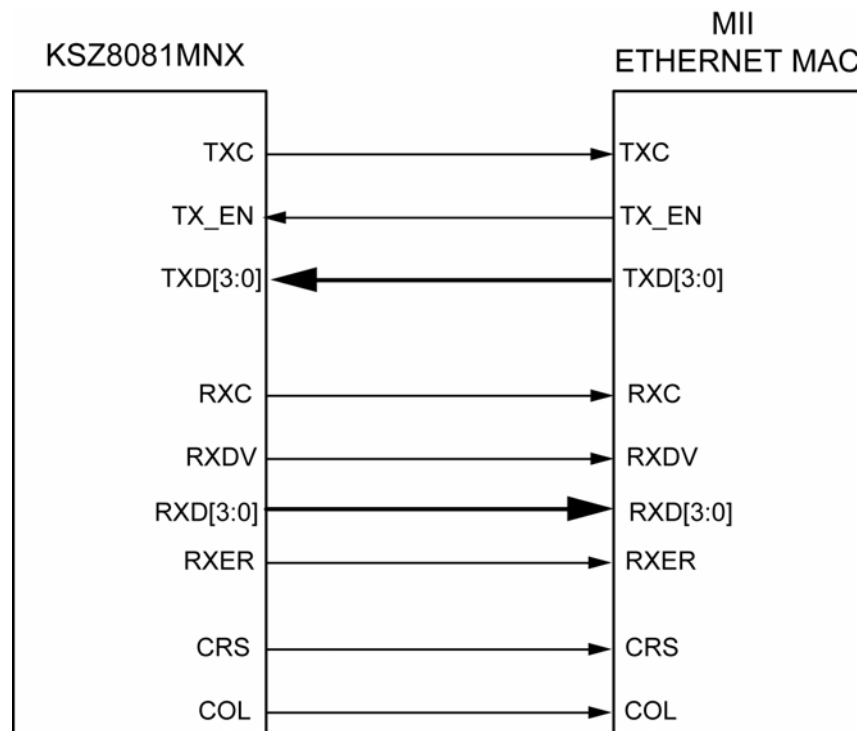 KSZ8081MNX
MII
ETHERNET MAC
TXC TXC
TX_EN TX_EN
TXD[3:0] TXD[3:0]
RXC RXC
RXDV RXDV
RXD[3:0] RXD[3:0]
RXER RXER
CRS CRS
COL COL